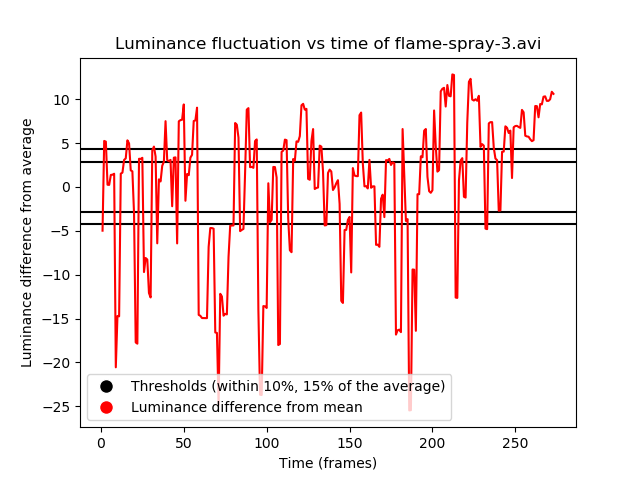 Luminance fluctuation vs time of flame-spray-3.avi
Luminance difference from average
10
5
0
−5
−10
−15
−20
−25
Thresholds (within 10%, 15% of the average)
Luminance difference from mean
0 50 100 150 200 250
Time (frames)